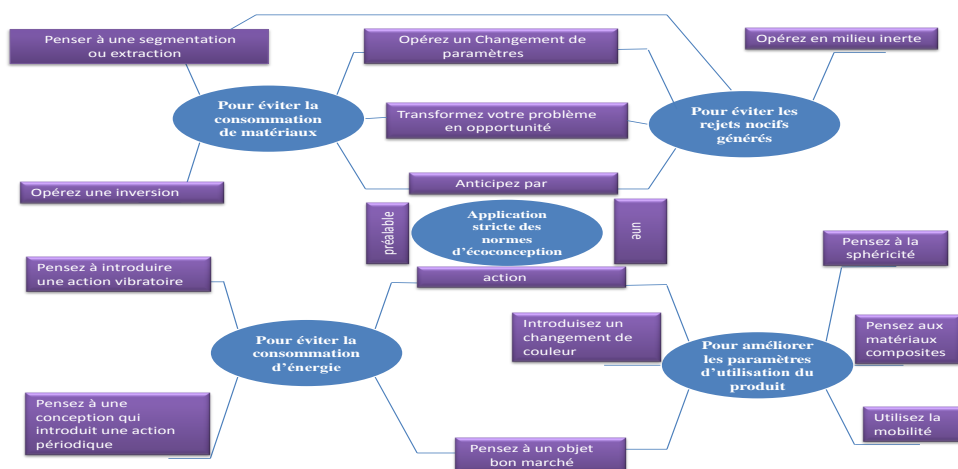 Penser à une segmentation
ou extraction
Opérez un Changement de
paramètres
Opérez en milieu inerte
Pour éviter la
consommation
de matériaux
Transformez votre problème
en opportunité
Pour éviter les
rejets nocifs
générés
Opérez une inversion
Anticipez par
préalable
Application
stricte des
normes
d'écoconception
une
action
Pensez à la
sphéricité
Pensez à introduire
une action vibratoire
Introduisez un
changement de
couleur
Pensez aux
matériaux
composites
Pour éviter la
consommation
d'énergie
Pour améliorer
les paramètres
d'utilisation du
produit
Pensez à une
conception qui
introduit une action
périodique
Utilisez la
mobilité
Pensez à un objet
bon marché